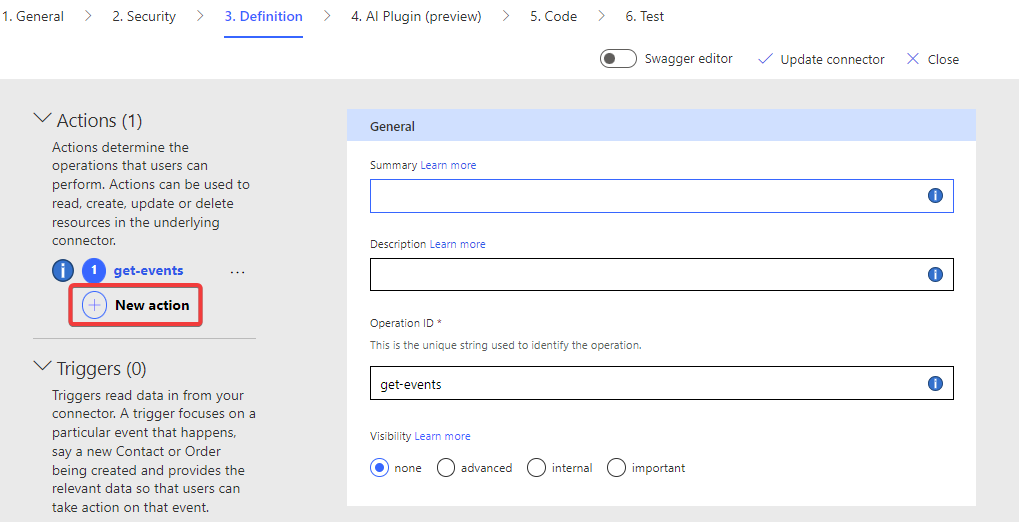 1. General
2. Security
3. Definition
4. AI Plugin (preview)
5. Code
6. Test
Swagger editor
Update connector
Close
Actions (1)
Actions determine the
operations that users can
perform. Actions can be used to
read, create, update or delete
resources in the underlying
connector.
i 1 get-events ...
New action
Triggers (0)
Triggers read data in from your
connector. A trigger focuses on a
particular event that happens,
say a new Contact or Order
being created and provides the
relevant data so that users can
take action on that event.
General
Summary Learn more
i
Description Learn more
i
Operation ID *
This is the unique string used to identify the operation.
get-events i
Visibility Learn more
none advanced internal important